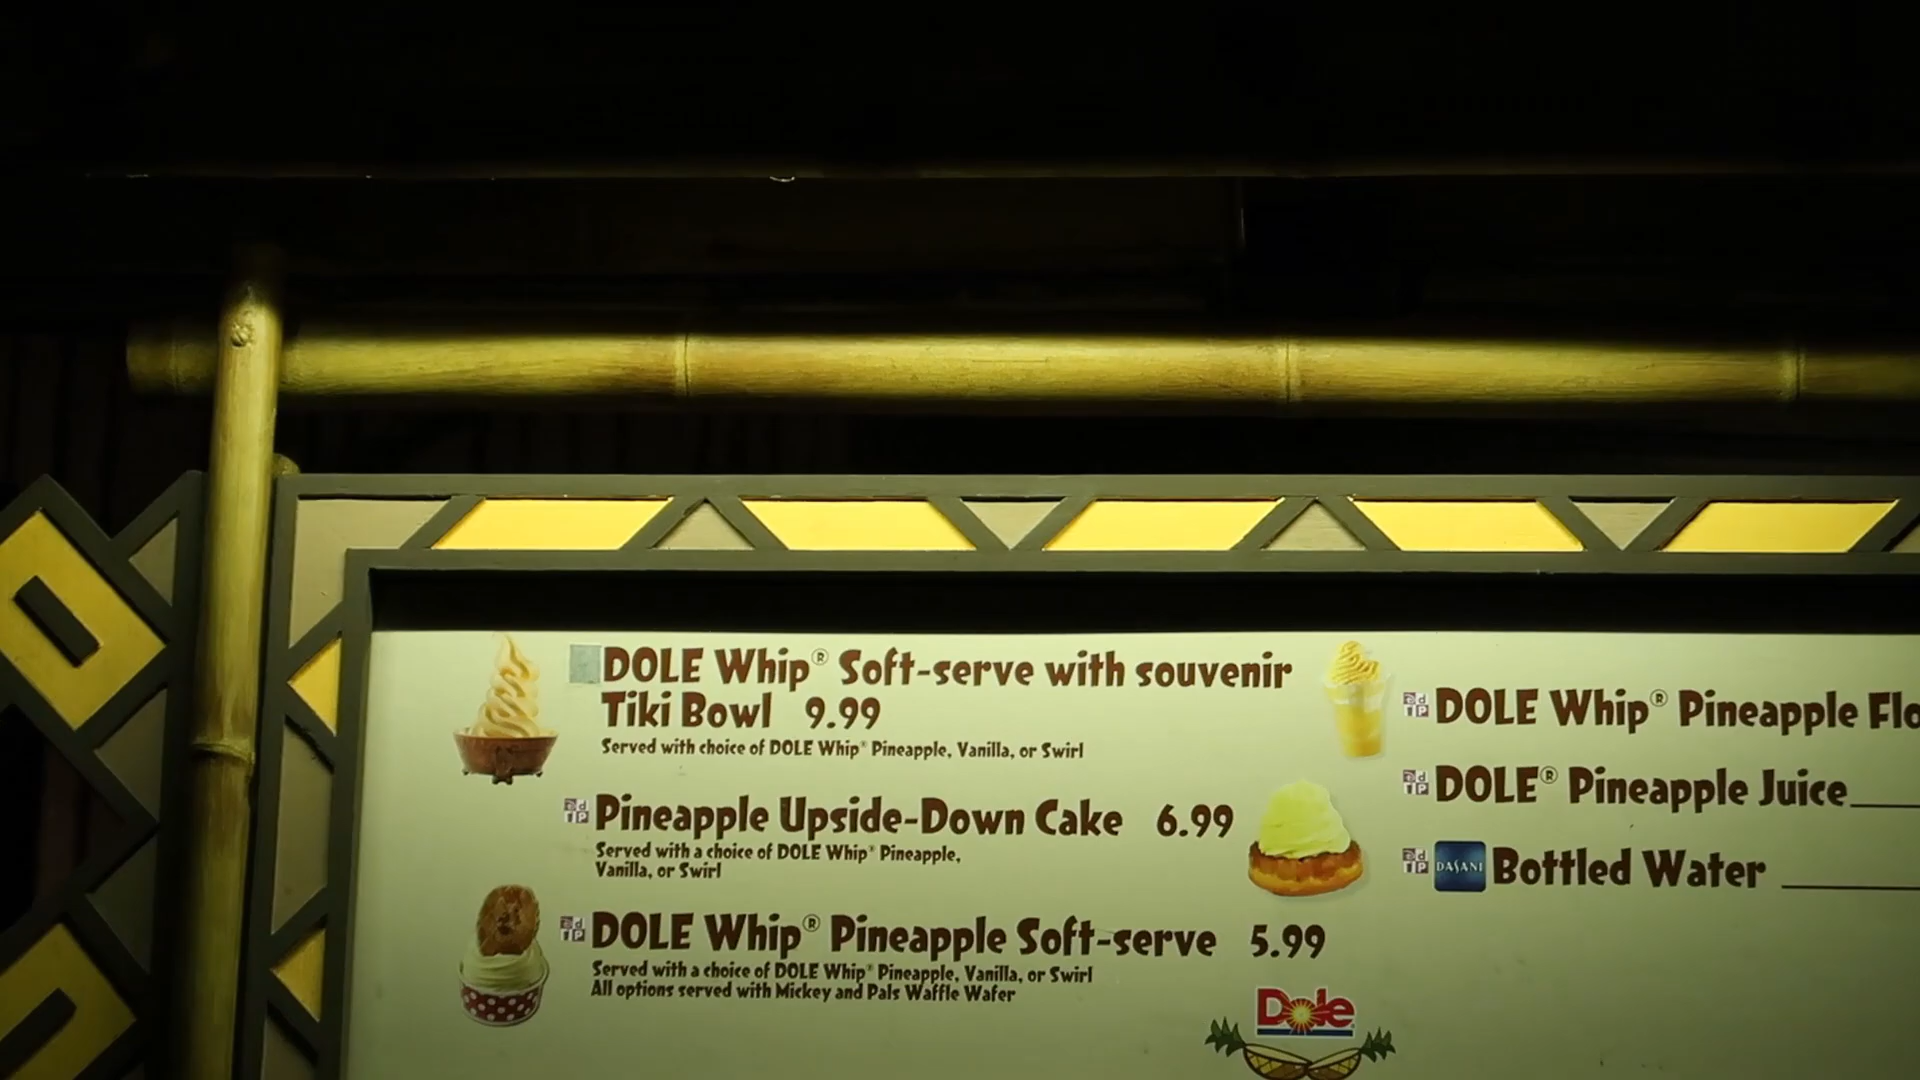 DOLE Whip® Soft-serve with souvenir
Tiki Bowl 9.99
Served with choice of DOLE Whip® Pineapple, Vanilla, or Swirl
Pineapple Upside-Down Cake 6.99
Served with a choice of DOLE Whip® Pineapple,
Vanilla, or Swirl
DOLE Whip® Pineapple Soft-serve 5.99
Served with a choice of DOLE Whip® Pineapple, Vanilla, or Swirl
All options served with Mickey and Pals Waffle Wafer
DOLE Whip® Pineapple Flo
DOLE® Pineapple Juice
DASANI Bottled Water
Dole